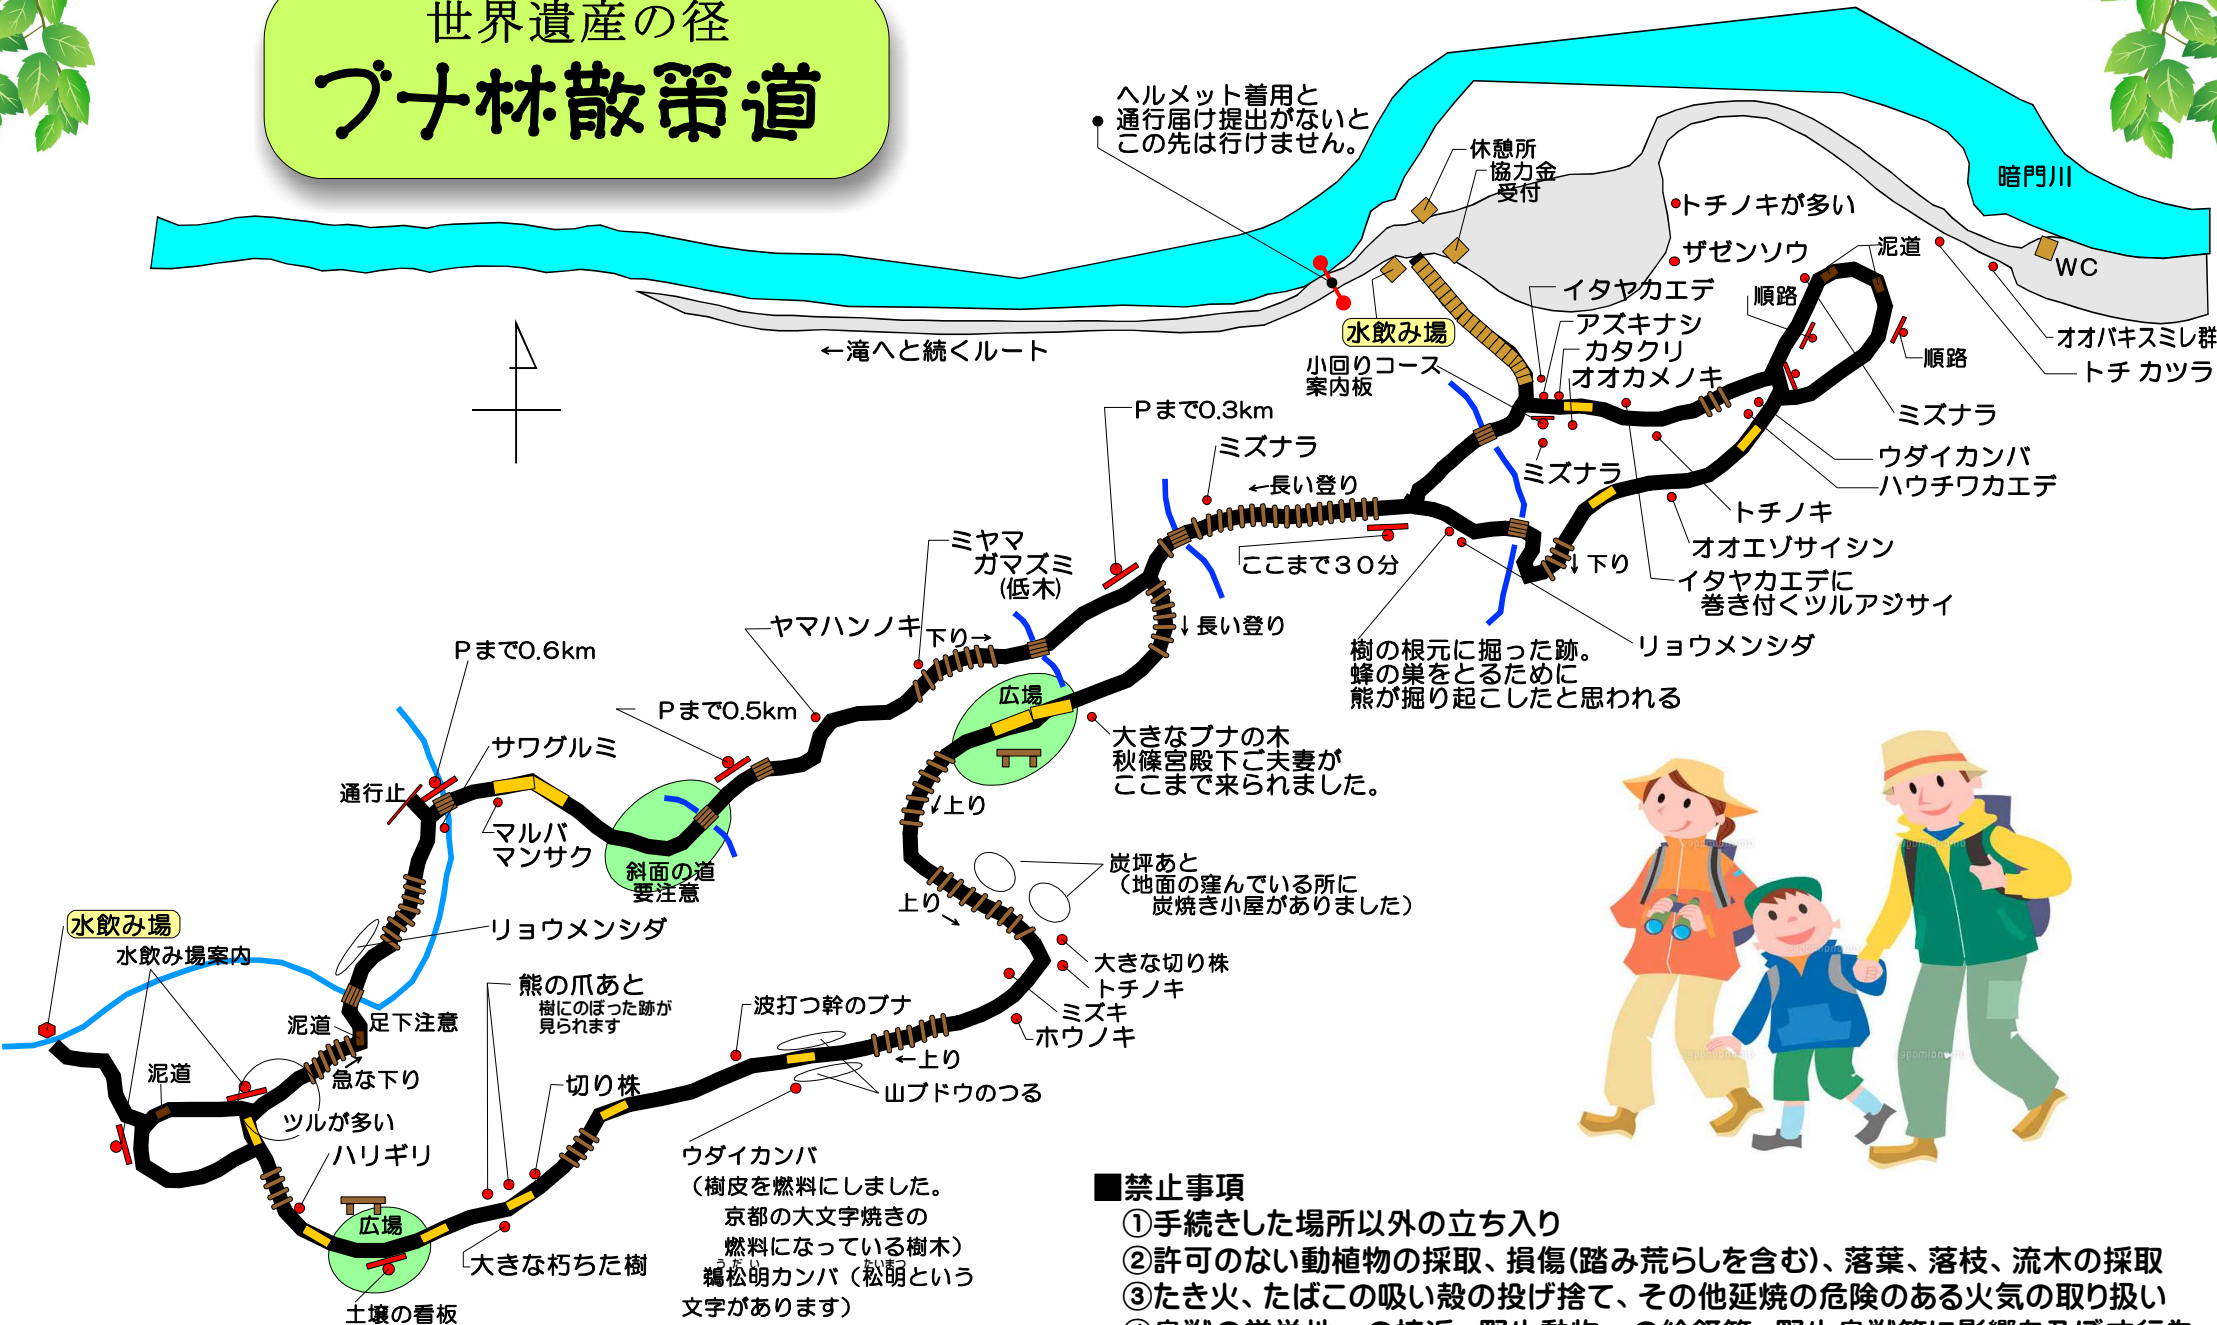 世界遺産の径
ブナ林散策道
ヘルメット着用と
通行届け提出がないと
この先は行けません。
休憩所
協力金
受付
暗門川
トチノキが多い
ザゼンソウ
泥道
WC
順路
イタヤカエデ
アズキナシ
カタクリ
オオカメノキ
水飲み場
小回りコース
案内板
←滝へと続くルート
オオバキスミレ群
順路
トチ カツラ
ミズナラ
ウダイカンバ
ハウチワカエデ
Pまで0.3km
ミズナラ
←長い登り
ミズナラ
トチノキ
オオエゾサイシン
イタヤカエデに
巻き付くツルアジサイ
ここまで30分
↓下り
ミヤマ
ガマズミ
(低木)
リョウメンシダ
樹の根元に掘った跡。
蜂の巣をとるために
熊が掘り起こしたと思われる
ヤマハンノキ
下り→
↓長い登り
Pまで0.6km
Pまで0.5km
広場
大きなブナの木
秋篠宮殿下ご夫妻が
ここまで来られました。
サワグルミ
通行止
マルバ
マンサク
斜面の道
要注意
↓上り
上り→
炭坪あと
(地面の窪んでいる所に
炭焼き小屋がありました)
水飲み場
水飲み場案内
リョウメンシダ
大きな切り株
トチノキ
ミズキ
ホウノキ
熊の爪あと
樹にのぼった跡が
見られます
波打つ幹のブナ
泥道
足下注意
←上り
泥道
急な下り
切り株
山ブドウのつる
ツルが多い
ハリギリ
ウダイカンバ
(樹皮を燃料にしました。
京都の大文字焼きの
燃料になっている樹木)
うだい たいまつ
鵜松明カンバ(松明という
文字があります)
広場
大きな朽ちた樹
土壌の看板
■禁止事項
①手続きした場所以外の立ち入り
②許可のない動植物の採取、損傷(踏み荒らしを含む)、落葉、落枝、流木の採取
③たき火、たばこの吸い殻の投げ捨て、その他延焼の危険のある火気の取り扱い